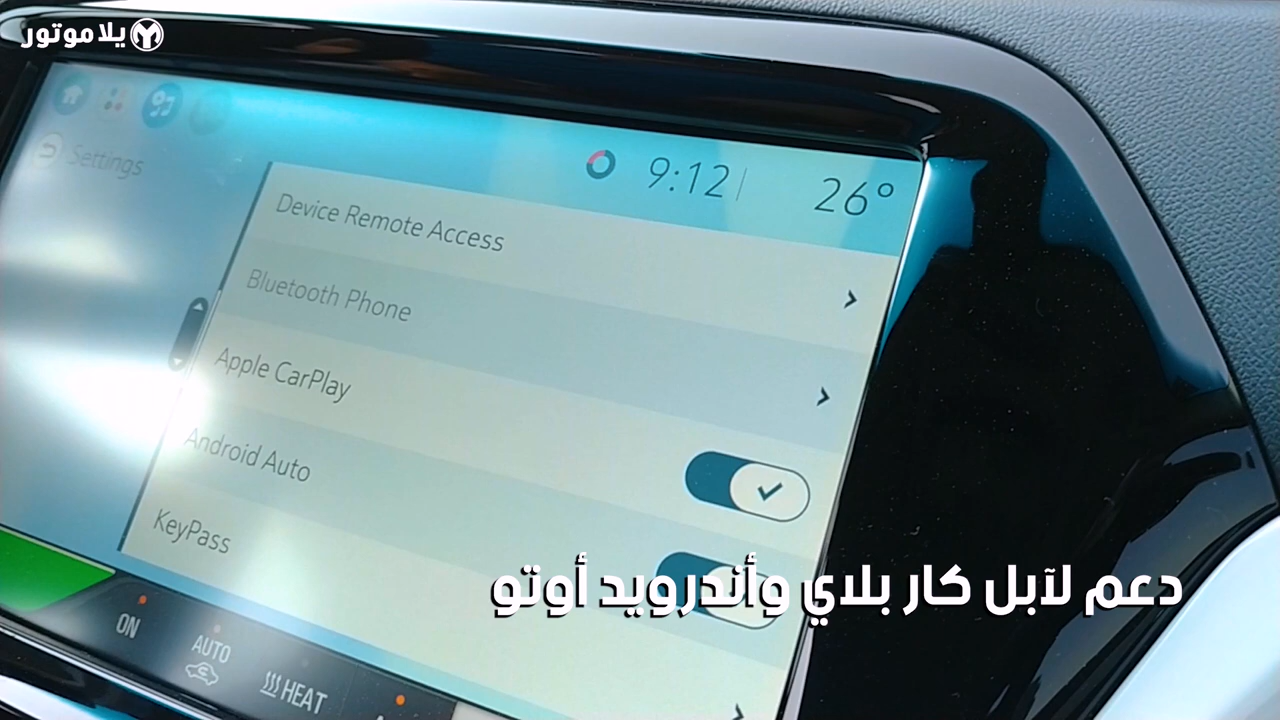 يلا موتور
Settings
9:12
26°
Device Remote Access
Bluetooth Phone
Apple CarPlay
Android Auto
KeyPass
دعم لآبل كار بلاي وأندرويد أوتو
ON
AUTO
HEAT